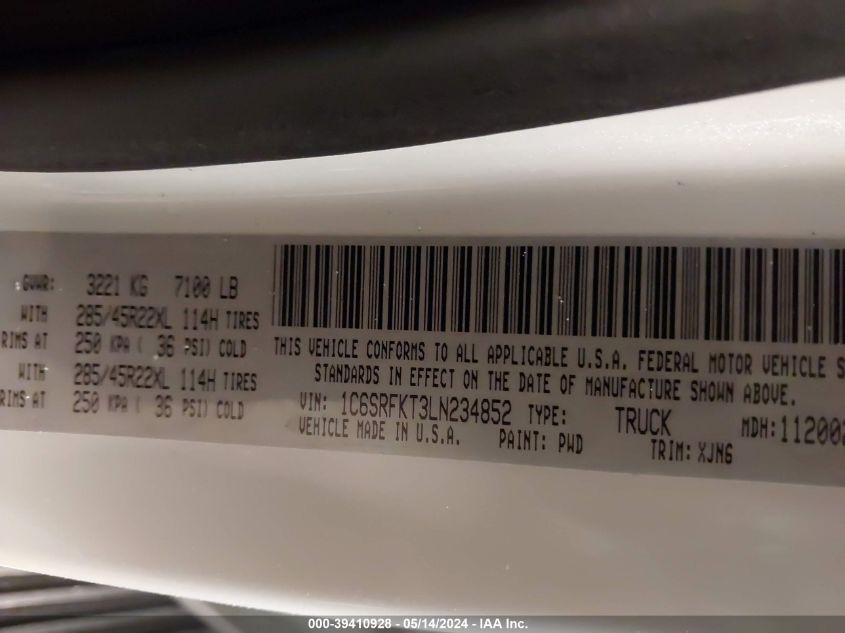 GVWR: 3221 KG 7100 LB
WITH 285/45R22XL 114H TIRES
RIMS AT 250 KPA ( 36 PSI) COLD
WITH 285/45R22XL 114H TIRES
RIMS AT 250 KPA ( 36 PSI) COLD
THIS VEHICLE CONFORMS TO ALL APPLICABLE U.S.A. FEDERAL MOTOR VEHICLE S
STANDARDS IN EFFECT ON THE DATE OF MANUFACTURE SHOWN ABOVE.
VIN: 1C6SRFKT3LN234852 TYPE: TRUCK MDH:112002
VEHICLE MADE IN U.S.A. PAINT: PWD TRIM: XJN6
000-39410928 - 05/14/2024 - IAA Inc.